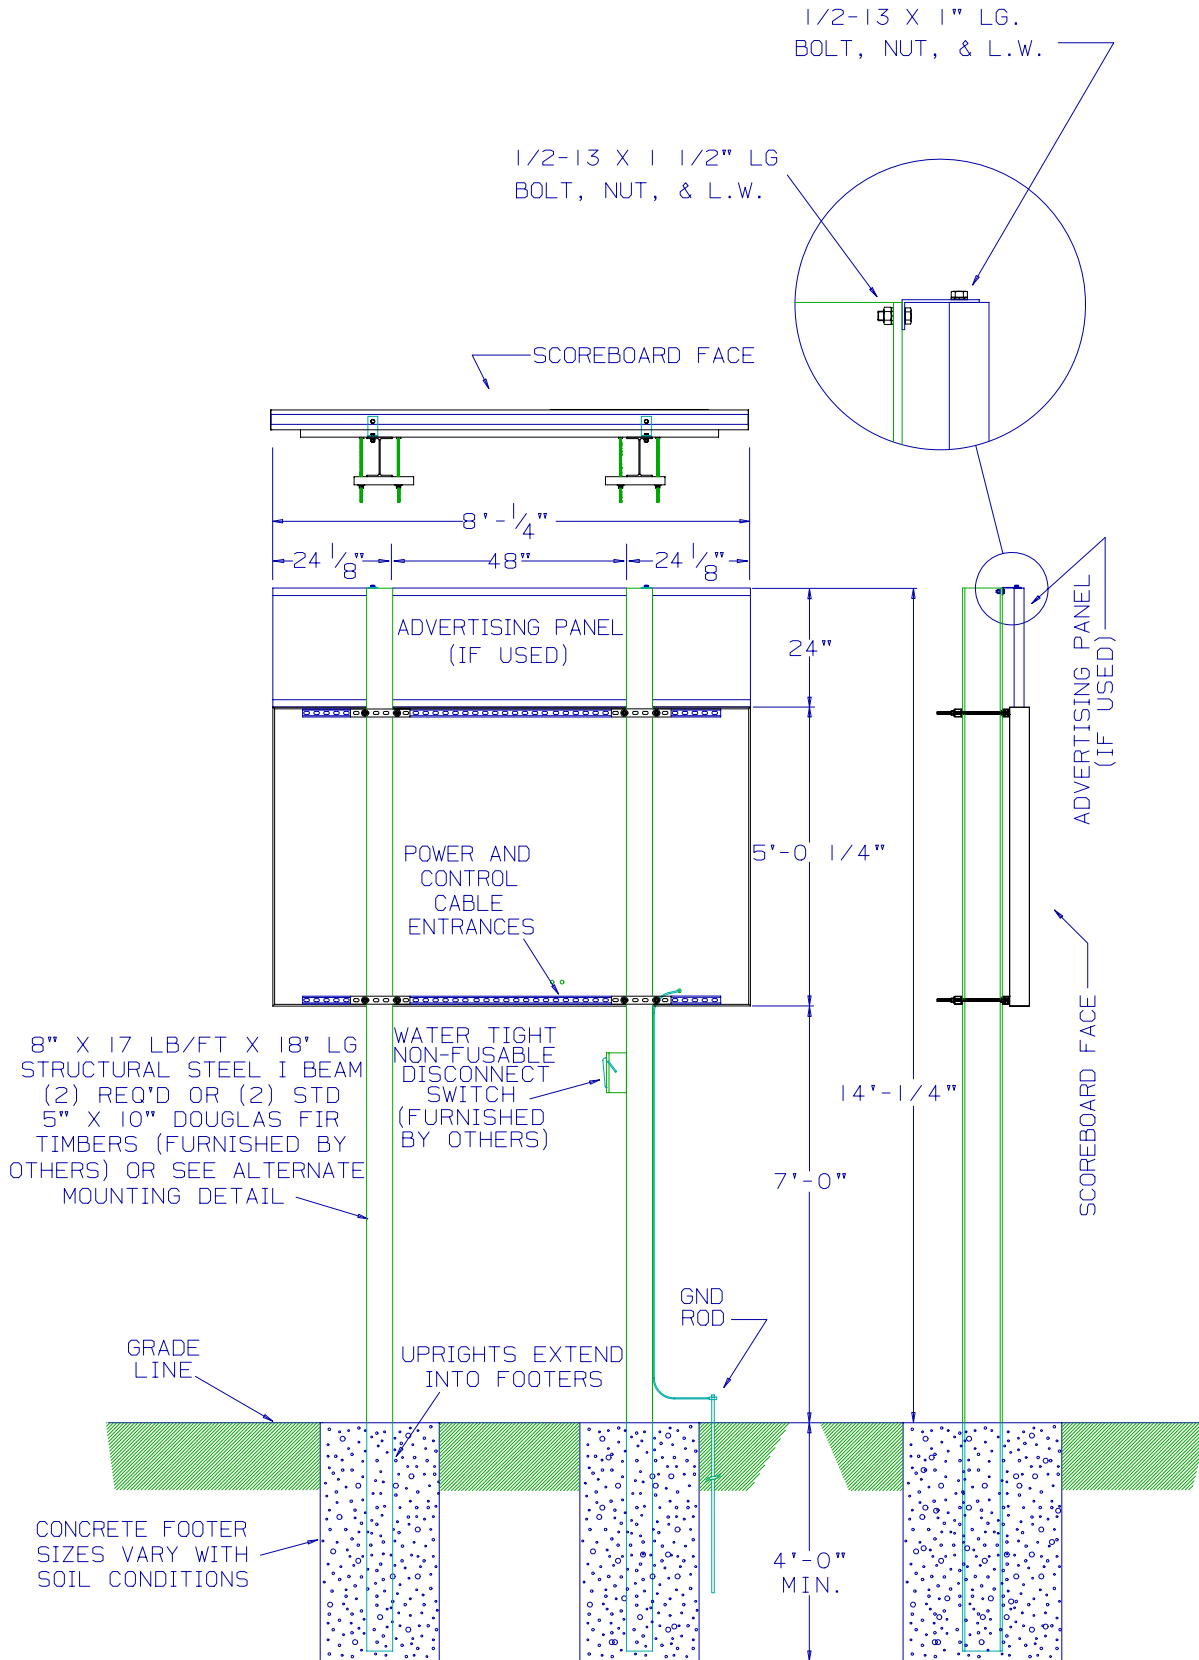 1/2-13 X 1" LG.
BOLT, NUT, & L.W.
1/2-13 X 1 1/2" LG
BOLT, NUT, & L.W.
SCOREBOARD FACE
8'-1/4"
24 1/8"
48"
24 1/8"
ADVERTISING PANEL
(IF USED)
24"
ADVERTISING PANEL
(IF USED)
5'-0 1/4"
POWER AND
CONTROL
CABLE
ENTRANCES
SCOREBOARD FACE
8" X 17 LB/FT X 18' LG
STRUCTURAL STEEL I BEAM
(2) REQ'D OR (2) STD
5" X 10" DOUGLAS FIR
TIMBERS (FURNISHED BY
OTHERS) OR SEE ALTERNATE
MOUNTING DETAIL
WATER TIGHT
NON-FUSABLE
DISCONNECT
SWITCH
(FURNISHED
BY OTHERS)
14'-1/4"
7'-0"
GND
ROD
GRADE
LINE
UPRIGHTS EXTEND
INTO FOOTERS
CONCRETE FOOTER
SIZES VARY WITH
SOIL CONDITIONS
4'-0"
MIN.